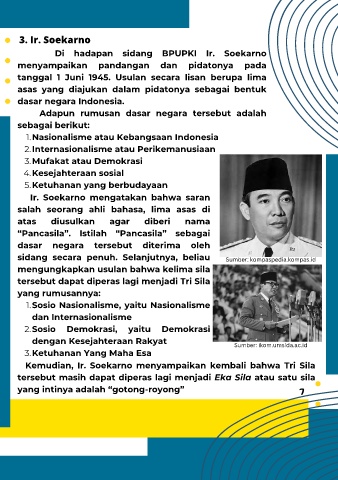 3. Ir. Soekarno
Di hadapan sidang BPUPKI Ir. Soekarno
menyampaikan pandangan dan pidatonya pada
tanggal 1 Juni 1945. Usulan secara lisan berupa lima
asas yang diajukan dalam pidatonya sebagai bentuk
dasar negara Indonesia.
Adapun rumusan dasar negara tersebut adalah
sebagai berikut:
1. Nasionalisme atau Kebangsaan Indonesia
2. Internasionalisme atau Perikemanusiaan
3. Mufakat atau Demokrasi
4. Kesejahteraan sosial
5. Ketuhanan yang berbudayaan
Ir. Soekarno mengatakan bahwa saran
salah seorang ahli bahasa, lima asas di
atas diusulkan agar diberi nama
“Pancasila”. Istilah “Pancasila” sebagai
dasar negara tersebut diterima oleh
sidang secara penuh. Selanjutnya, beliau
mengungkapkan usulan bahwa kelima sila
tersebut dapat diperas lagi menjadi Tri Sila
yang rumusannya:
1. Sosio Nasionalisme, yaitu Nasionalisme
dan Internasionalisme
2. Sosio Demokrasi, yaitu Demokrasi
dengan Kesejahteraan Rakyat
3. Ketuhanan Yang Maha Esa
Sumber: kompaspedia.kompas.id
Sumber: ikom.umsida.ac.id
Kemudian, Ir. Soekarno menyampaikan kembali bahwa Tri Sila
tersebut masih dapat diperas lagi menjadi Eka Sila atau satu sila
yang intinya adalah “gotong-royong”
7